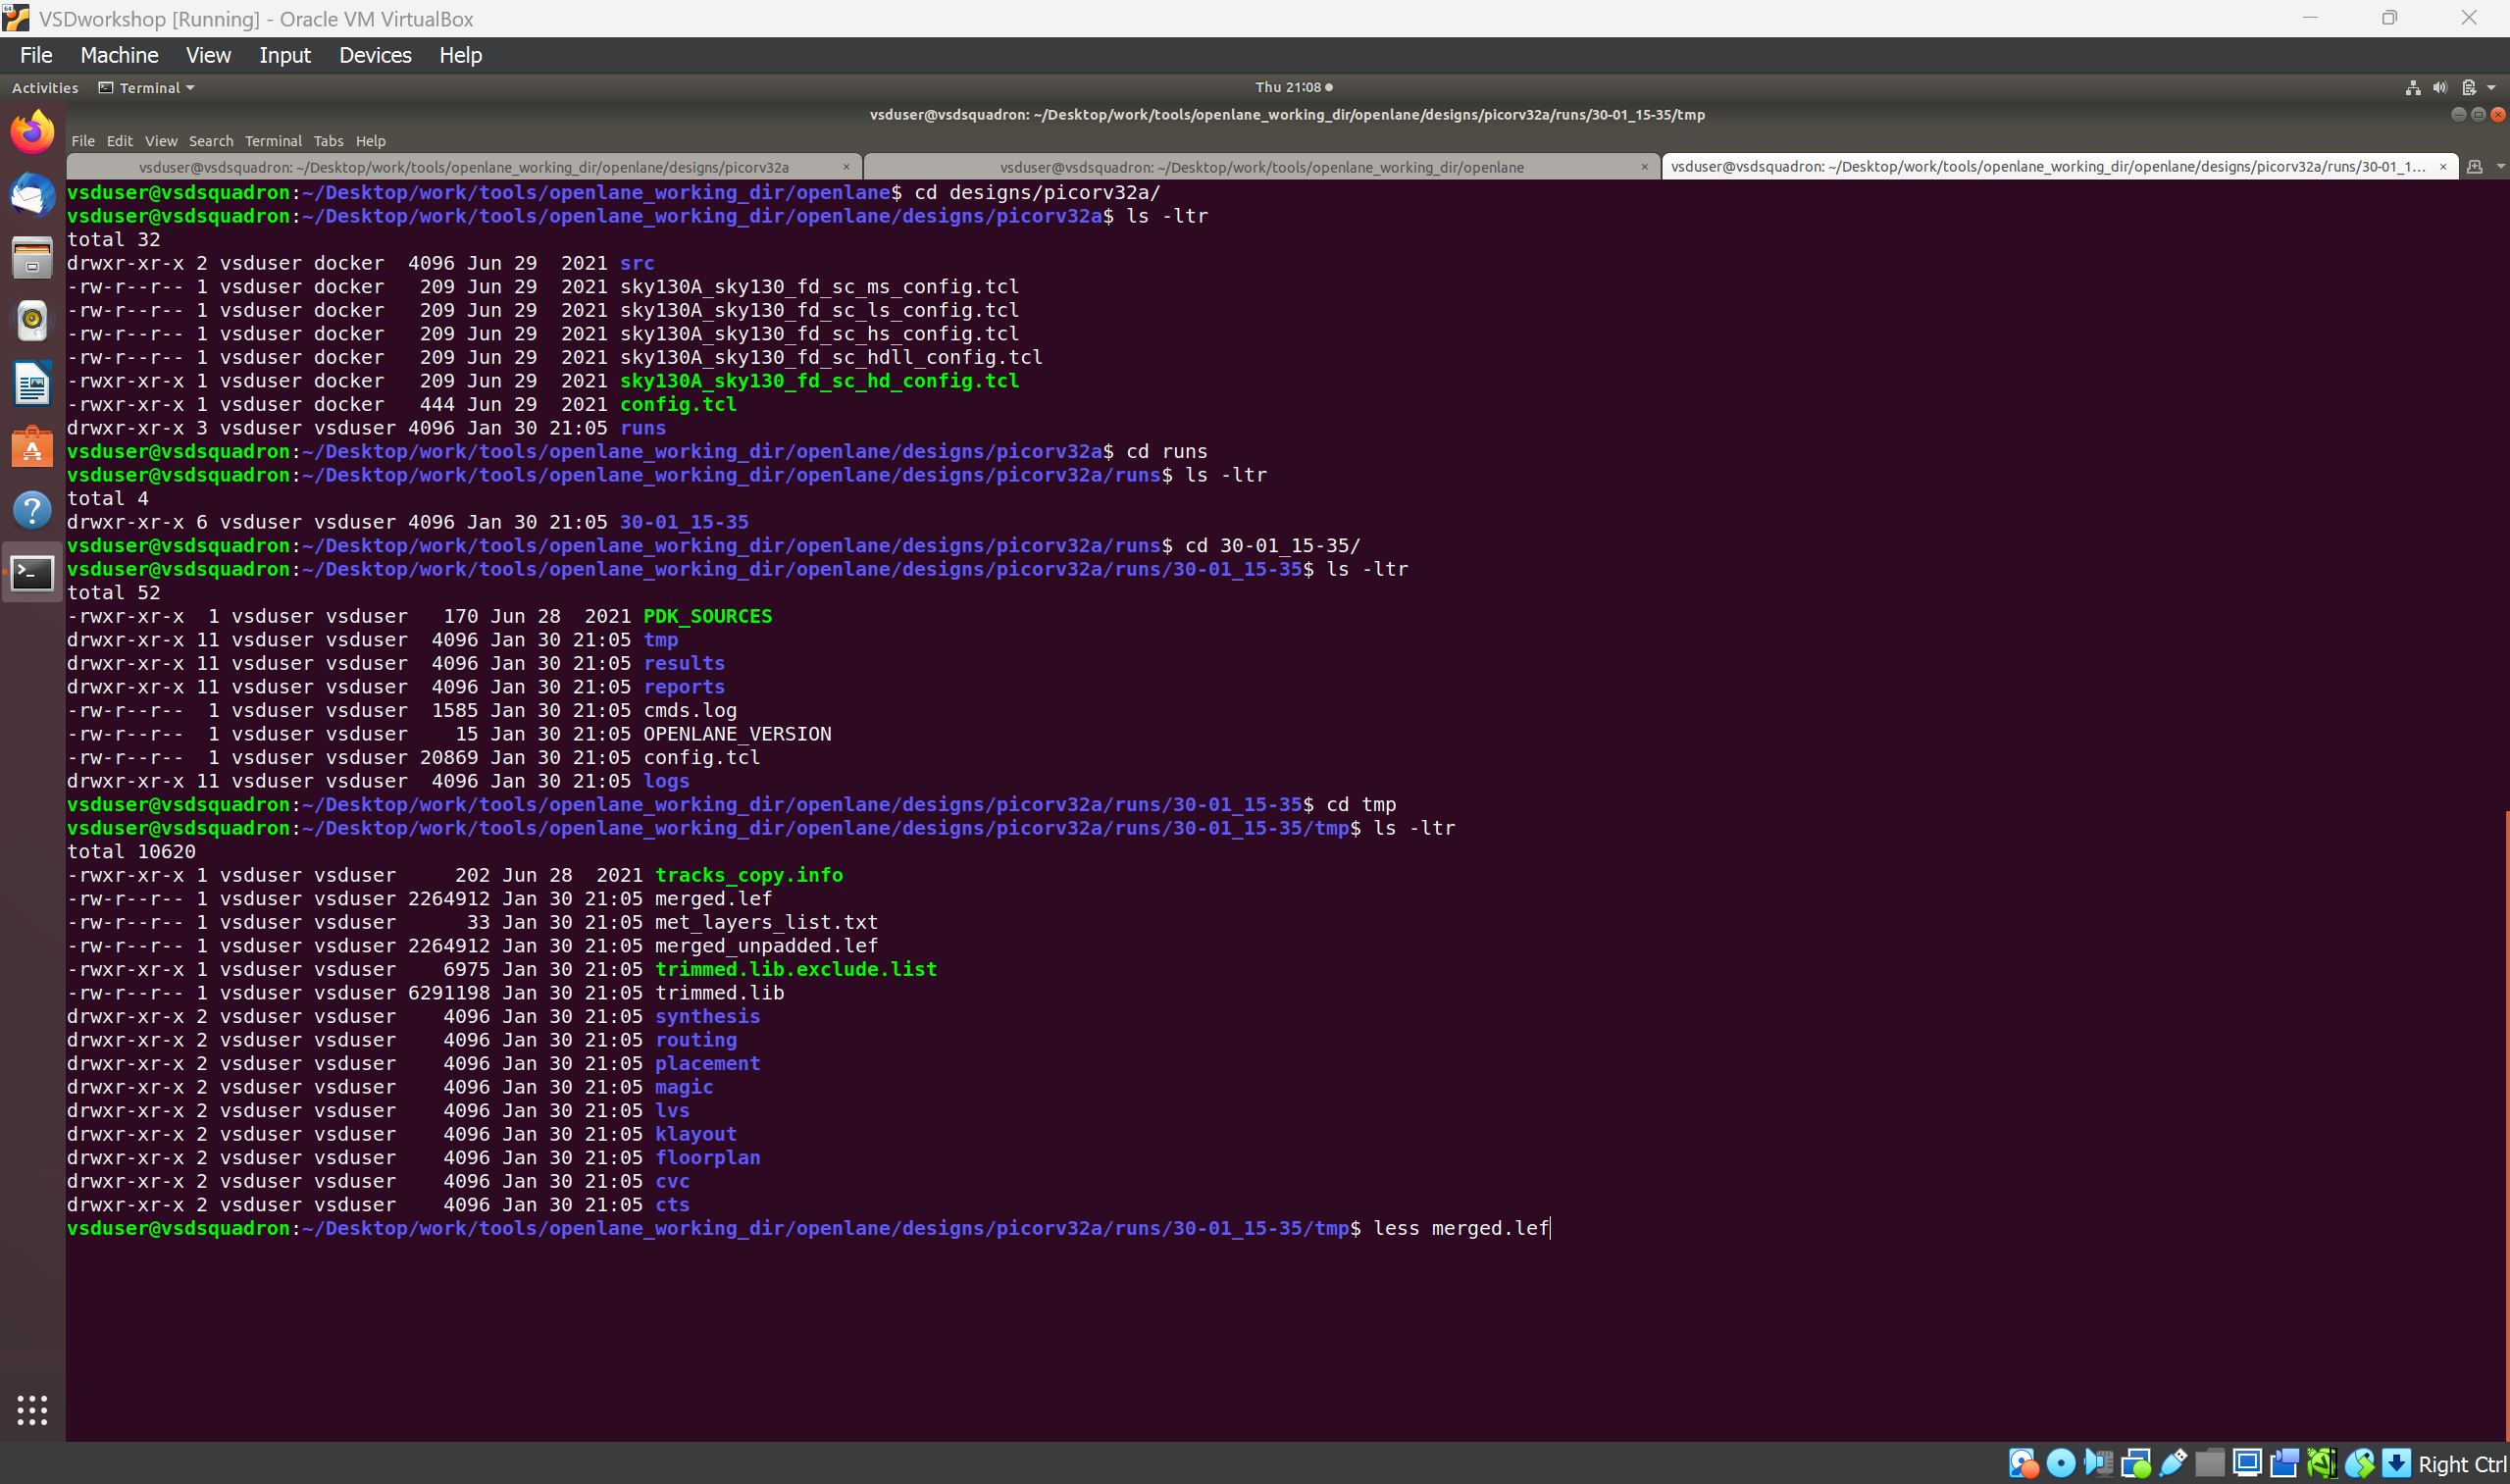 VSDworkshop [Running] - Oracle VM VirtualBox
File Machine View Input Devices Help
Activities Terminal Thu 21:08
vsduser@vsdsquadron: ~/Desktop/work/tools/openlane_working_dir/openlane/designs/picorv32a/runs/30-01_15-35/tmp
File Edit View Search Terminal Tabs Help
vsduser@vsdsquadron: ~/Desktop/work/tools/openlane_working_dir/openlane/designs/picorv32a × vsduser@vsdsquadron: ~/Desktop/work/tools/openlane_working_dir/openlane × vsduser@vsdsquadron: ~/Desktop/work/tools/openlane_working_dir/openlane/designs/picorv32a/runs/30-01_1... ×
vsduser@vsdsquadron:~/Desktop/work/tools/openlane_working_dir/openlane$ cd designs/picorv32a/
vsduser@vsdsquadron:~/Desktop/work/tools/openlane_working_dir/openlane/designs/picorv32a$ ls -ltr
total 32
drwxr-xr-x 2 vsduser docker  4096 Jun 29  2021 src
-rw-r--r-- 1 vsduser docker   209 Jun 29  2021 sky130A_sky130_fd_sc_ms_config.tcl
-rw-r--r-- 1 vsduser docker   209 Jun 29  2021 sky130A_sky130_fd_sc_ls_config.tcl
-rw-r--r-- 1 vsduser docker   209 Jun 29  2021 sky130A_sky130_fd_sc_hs_config.tcl
-rw-r--r-- 1 vsduser docker   209 Jun 29  2021 sky130A_sky130_fd_sc_hdll_config.tcl
-rwxr-xr-x 1 vsduser docker   209 Jun 29  2021 sky130A_sky130_fd_sc_hd_config.tcl
-rwxr-xr-x 1 vsduser docker   444 Jun 29  2021 config.tcl
drwxr-xr-x 3 vsduser vsduser 4096 Jan 30 21:05 runs
vsduser@vsdsquadron:~/Desktop/work/tools/openlane_working_dir/openlane/designs/picorv32a$ cd runs
vsduser@vsdsquadron:~/Desktop/work/tools/openlane_working_dir/openlane/designs/picorv32a/runs$ ls -ltr
total 4
drwxr-xr-x 6 vsduser vsduser 4096 Jan 30 21:05 30-01_15-35
vsduser@vsdsquadron:~/Desktop/work/tools/openlane_working_dir/openlane/designs/picorv32a/runs$ cd 30-01_15-35/
vsduser@vsdsquadron:~/Desktop/work/tools/openlane_working_dir/openlane/designs/picorv32a/runs/30-01_15-35$ ls -ltr
total 52
-rwxr-xr-x  1 vsduser vsduser   170 Jun 28  2021 PDK_SOURCES
drwxr-xr-x 11 vsduser vsduser  4096 Jan 30 21:05 tmp
drwxr-xr-x 11 vsduser vsduser  4096 Jan 30 21:05 results
drwxr-xr-x 11 vsduser vsduser  4096 Jan 30 21:05 reports
-rw-r--r--  1 vsduser vsduser  1585 Jan 30 21:05 cmds.log
-rw-r--r--  1 vsduser vsduser    15 Jan 30 21:05 OPENLANE_VERSION
-rw-r--r--  1 vsduser vsduser 20869 Jan 30 21:05 config.tcl
drwxr-xr-x 11 vsduser vsduser  4096 Jan 30 21:05 logs
vsduser@vsdsquadron:~/Desktop/work/tools/openlane_working_dir/openlane/designs/picorv32a/runs/30-01_15-35$ cd tmp
vsduser@vsdsquadron:~/Desktop/work/tools/openlane_working_dir/openlane/designs/picorv32a/runs/30-01_15-35/tmp$ ls -ltr
total 10620
-rwxr-xr-x 1 vsduser vsduser     202 Jun 28  2021 tracks_copy.info
-rw-r--r-- 1 vsduser vsduser 2264912 Jan 30 21:05 merged.lef
-rw-r--r-- 1 vsduser vsduser      33 Jan 30 21:05 met_layers_list.txt
-rw-r--r-- 1 vsduser vsduser 2264912 Jan 30 21:05 merged_unpadded.lef
-rwxr-xr-x 1 vsduser vsduser    6975 Jan 30 21:05 trimmed.lib.exclude.list
-rw-r--r-- 1 vsduser vsduser 6291198 Jan 30 21:05 trimmed.lib
drwxr-xr-x 2 vsduser vsduser    4096 Jan 30 21:05 synthesis
drwxr-xr-x 2 vsduser vsduser    4096 Jan 30 21:05 routing
drwxr-xr-x 2 vsduser vsduser    4096 Jan 30 21:05 placement
drwxr-xr-x 2 vsduser vsduser    4096 Jan 30 21:05 magic
drwxr-xr-x 2 vsduser vsduser    4096 Jan 30 21:05 lvs
drwxr-xr-x 2 vsduser vsduser    4096 Jan 30 21:05 klayout
drwxr-xr-x 2 vsduser vsduser    4096 Jan 30 21:05 floorplan
drwxr-xr-x 2 vsduser vsduser    4096 Jan 30 21:05 cvc
drwxr-xr-x 2 vsduser vsduser    4096 Jan 30 21:05 cts
vsduser@vsdsquadron:~/Desktop/work/tools/openlane_working_dir/openlane/designs/picorv32a/runs/30-01_15-35/tmp$ less merged.lef
Right Ctrl